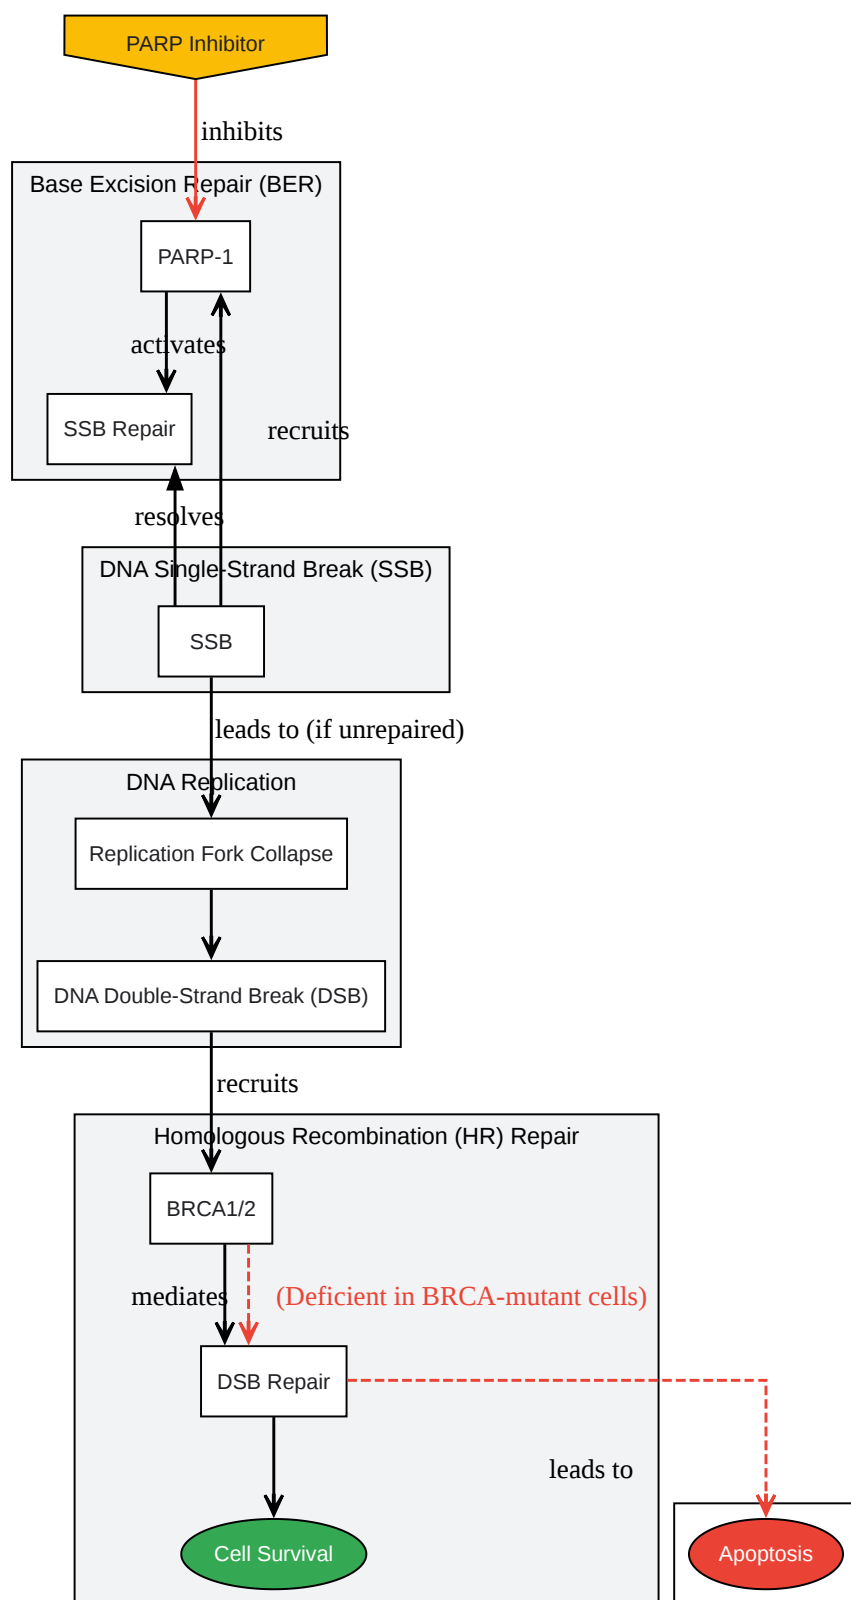 PARP Inhibitor
inhibits
Base Excision Repair (BER)
PARP-1
activates
SSB Repair
recruits
resolves
DNA Single-Strand Break (SSB)
SSB
leads to (if unrepaired)
DNA Replication
Replication Fork Collapse
DNA Double-Strand Break (DSB)
recruits
Homologous Recombination (HR) Repair
BRCA1/2
mediates
(Deficient in BRCA-mutant cells)
DSB Repair
leads to
Cell Survival
Apoptosis